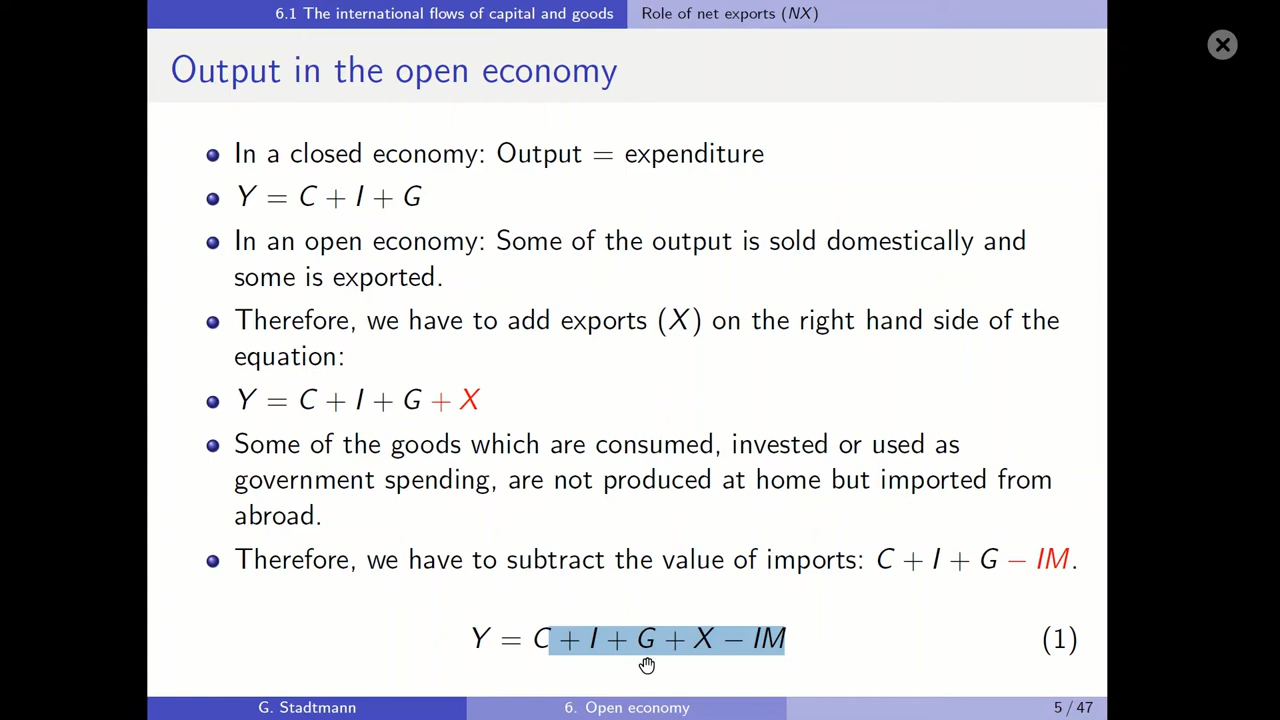 6.1 The international flows of capital and goods
Role of net exports (NX)
Output in the open economy
In a closed economy: Output = expenditure
Y = C + I + G
In an open economy: Some of the output is sold domestically and
some is exported.
Therefore, we have to add exports (X) on the right hand side of the
equation:
Y = C + I + G + X
Some of the goods which are consumed, invested or used as
government spending, are not produced at home but imported from
abroad.
Therefore, we have to subtract the value of imports: C + I + G − IM.
Y = C + I + G + X − IM (1)
G. Stadtmann
6. Open economy
5 / 47